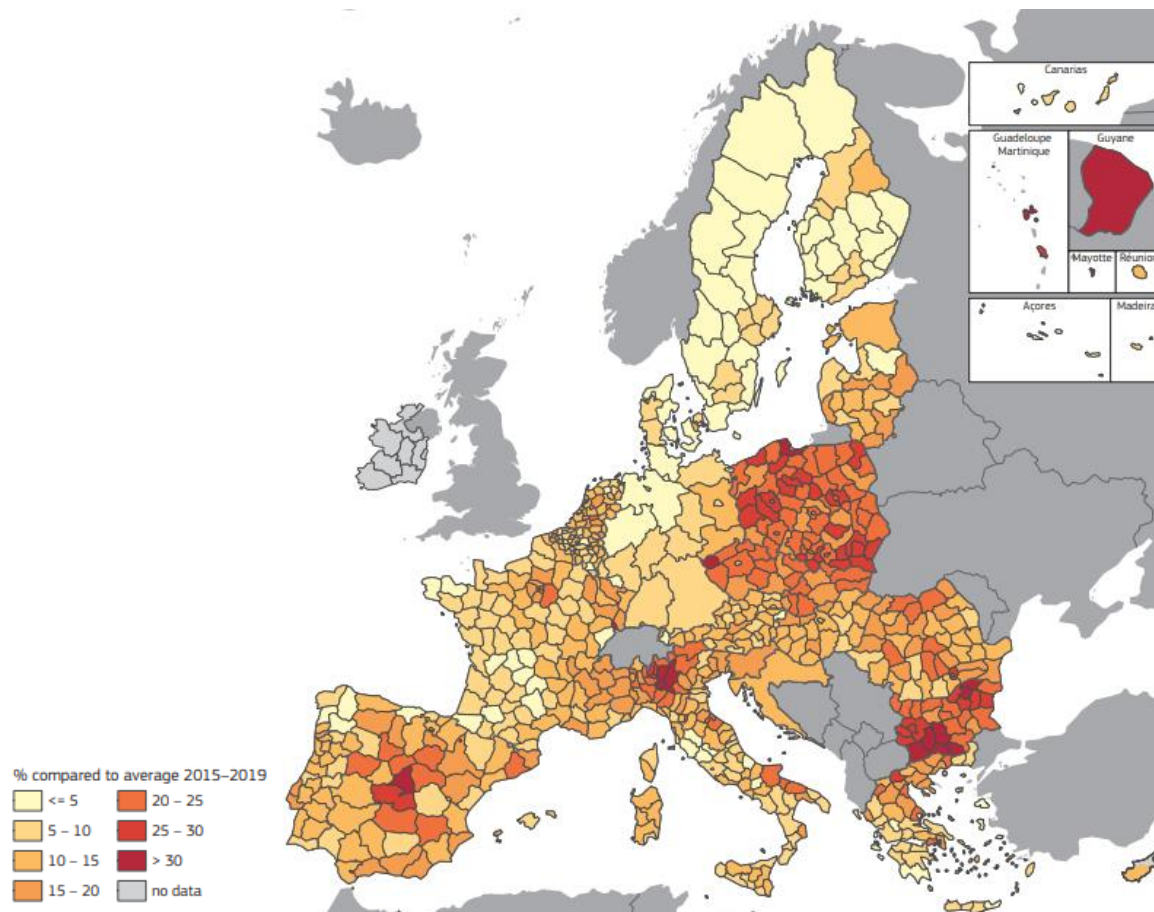 Canarias
Guadeloupe
Martinique
Guyane
Mayotte
Réunion
Açores
Madeira
% compared to average 2015–2019
<= 5
5 – 10
10 – 15
15 – 20
20 – 25
25 – 30
> 30
no data